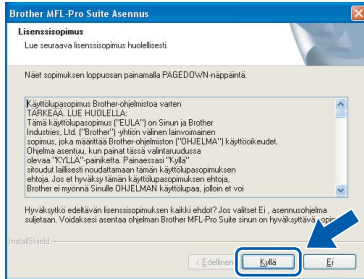 Brother MFL-Pro Suite Asennus
Lisenssisopimus
Lue seuraava lisenssisopimus huolellisesti.
Näet sopimuksen loppuosan painamalla PAGEDOWN-näppäintä.
Käyttölupasopimus Brother-ohjelmistoa varten
TÄRKEÄÄ. LUE HUOLELLA:
Tämä käyttölupasopimus ("EULA") on Sinun ja Brother
Industries, Ltd. ("Brother") -yhtiön välinen lainvoimainen
sopimus, joka määrittää Brother-ohjelmiston ("OHJELMA") käyttöoikeudet.
Ohjelma asentuu, kun painat tässä valintaruudussa
olevaa "KYLLÄ"-painiketta. Painaessasi "Kyllä"
sitoudut laillisesti noudattamaan tämän käyttölupasopimuksen
ehtoja. Jos et hyväksy tämän käyttölupasopimuksen ehtoja,
Brother ei myönnä Sinulle OHJELMAN käyttölupaa, jolloin et voi
Hyväksytkö edeltävän lisenssisopimuksen kaikki ehdot? Jos valitset Ei , asennusohjelma
suljetaan. Voidaksesi asentaa ohjelman Brother MFL-Pro Suite sinun on hyväksyttävä
InstallShield
< Edellinen Kyllä Ei